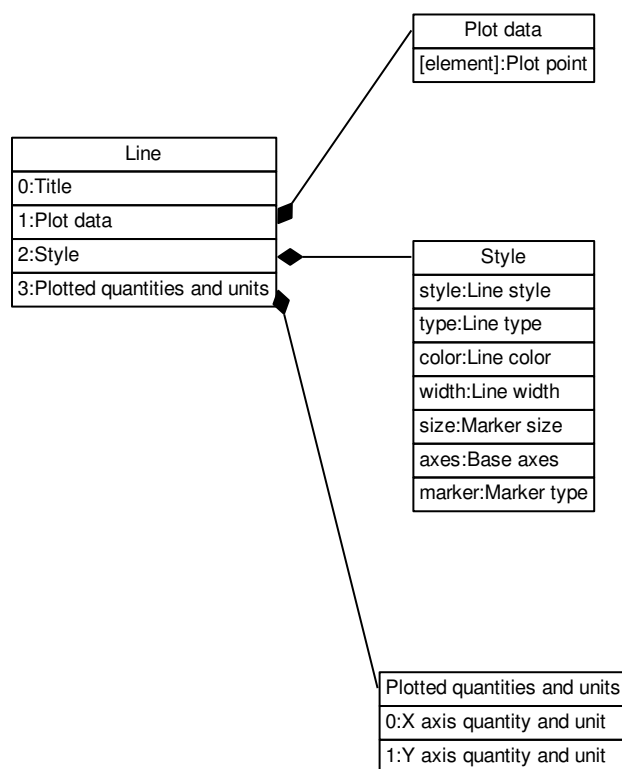 Plot data
[element]:Plot point
Line
0:Title
1:Plot data
2:Style
3:Plotted quantities and units
Style
style:Line style
type:Line type
color:Line color
width:Line width
size:Marker size
axes:Base axes
marker:Marker type
Plotted quantities and units
0:X axis quantity and unit
1:Y axis quantity and unit